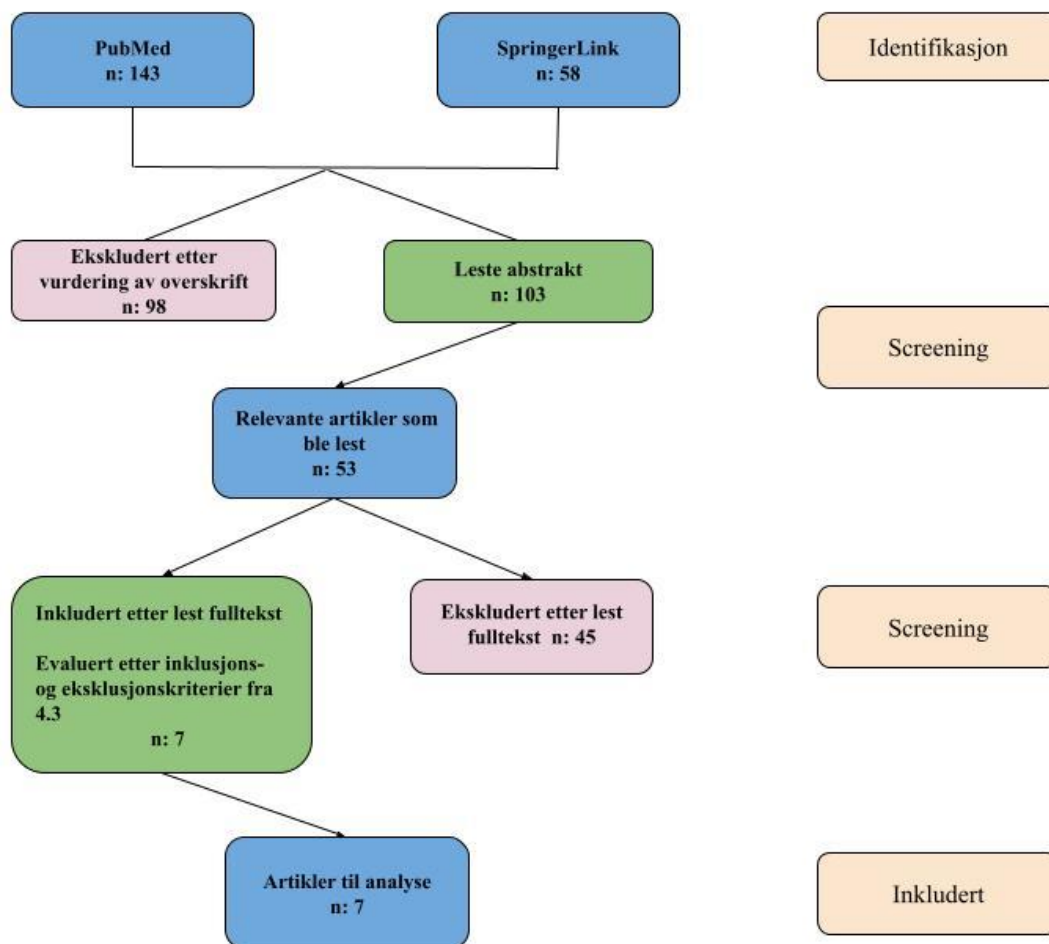 PubMed
n: 143
SpringerLink
n: 58
Identifikasjon
Ekskludert etter
vurdering av overskrift
n: 98
Leste abstrakt
n: 103
Screening
Relevante artikler som
ble lest
n: 53
Inkludert etter lest fulltekst
Evaluert etter inklusjons-
og eksklusjonskriterier fra
4.3
n: 7
Ekskludert etter lest
fulltekst n: 45
Screening
Artikler til analyse
n: 7
Inkludert